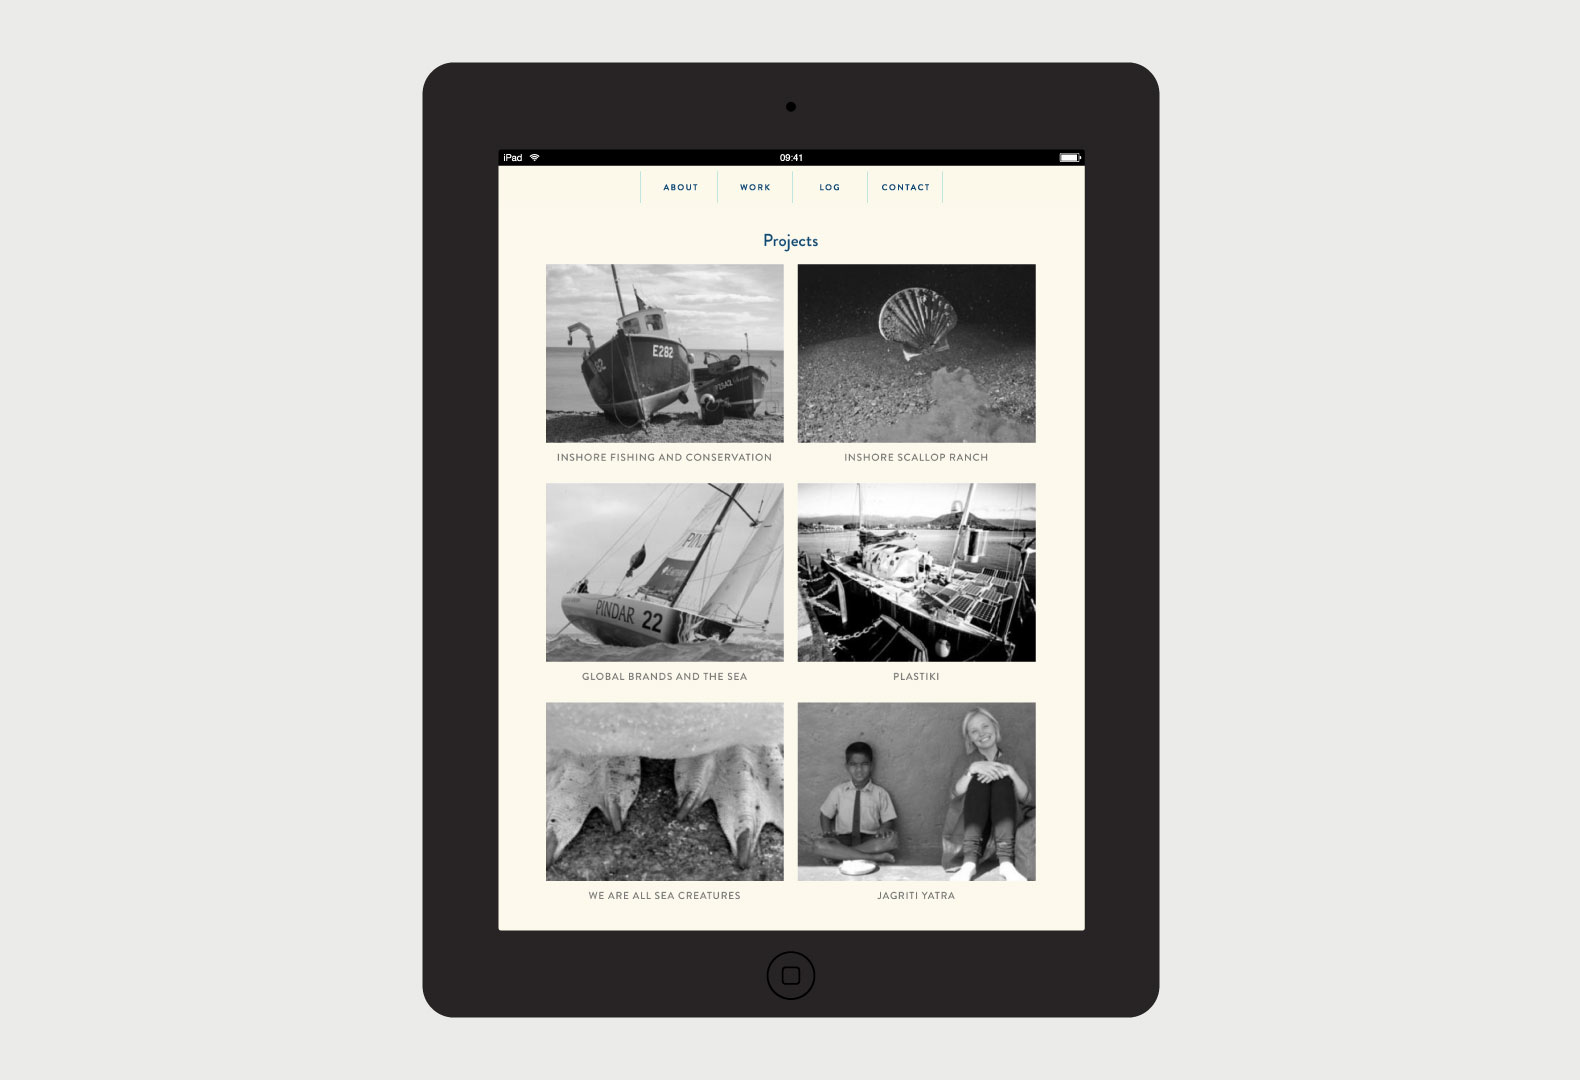 iPad 09:41
ABOUT WORK LOG CONTACT
Projects
E282
INSHORE FISHING AND CONSERVATION
INSHORE SCALLOP RANCH
PINDAR 22
GLOBAL BRANDS AND THE SEA
PLASTIKI
WE ARE ALL SEA CREATURES
JAGRITI YATRA